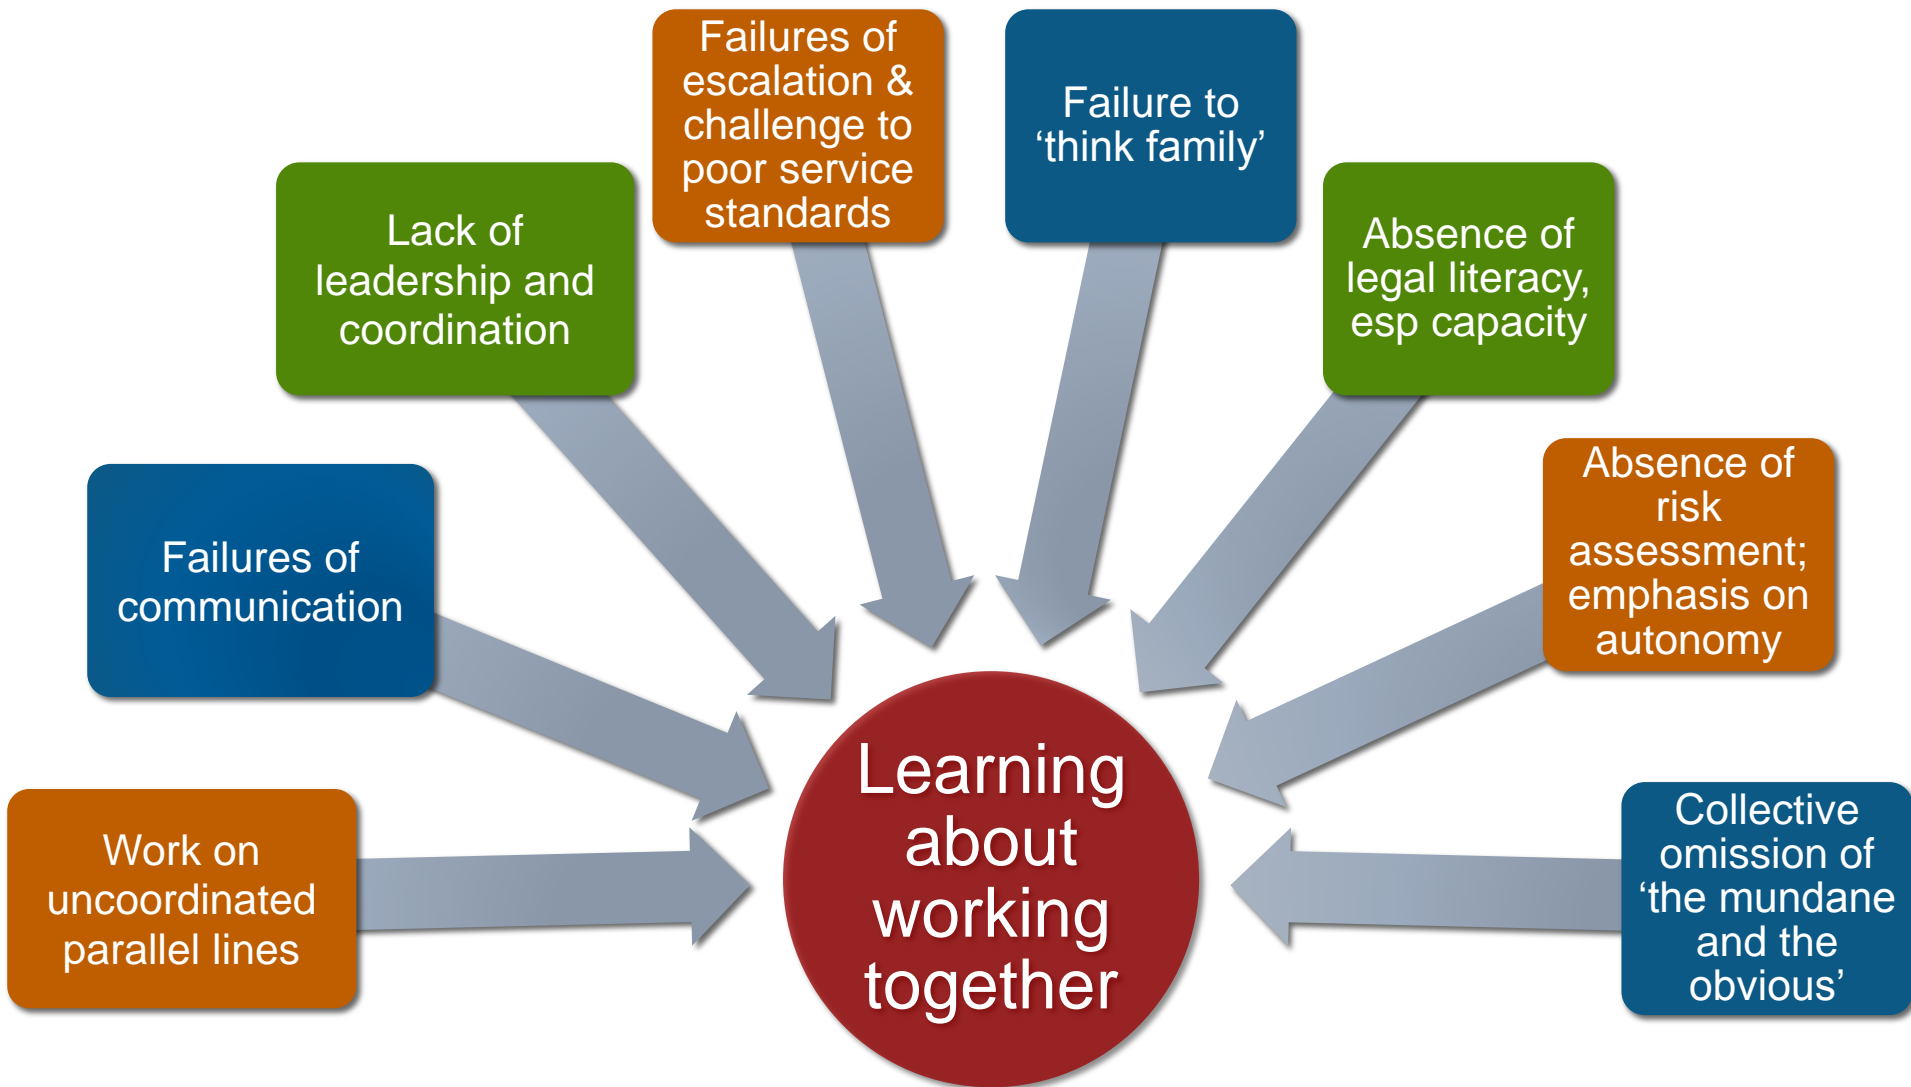 Work on
uncoordinated
parallel lines
Failures of
communication
Lack of
leadership and
coordination
Failures of
escalation &
challenge to
poor service
standards
Failure to
‘think family’
Absence of
legal literacy,
esp capacity
Absence of
risk
assessment;
emphasis on
autonomy
Collective
omission of
‘the mundane
and the
obvious’
Learning
about
working
together